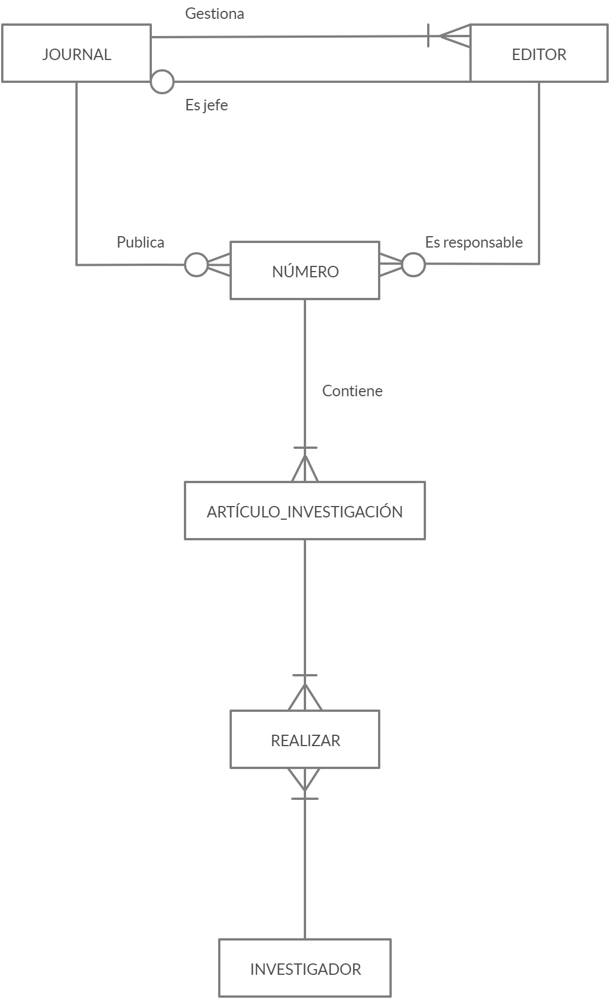 Gestiona
JOURNAL
EDITOR
Es jefe
Publica
Es responsable
NÚMERO
Contiene
ARTÍCULO_INVESTIGACIÓN
REALIZAR
INVESTIGADOR